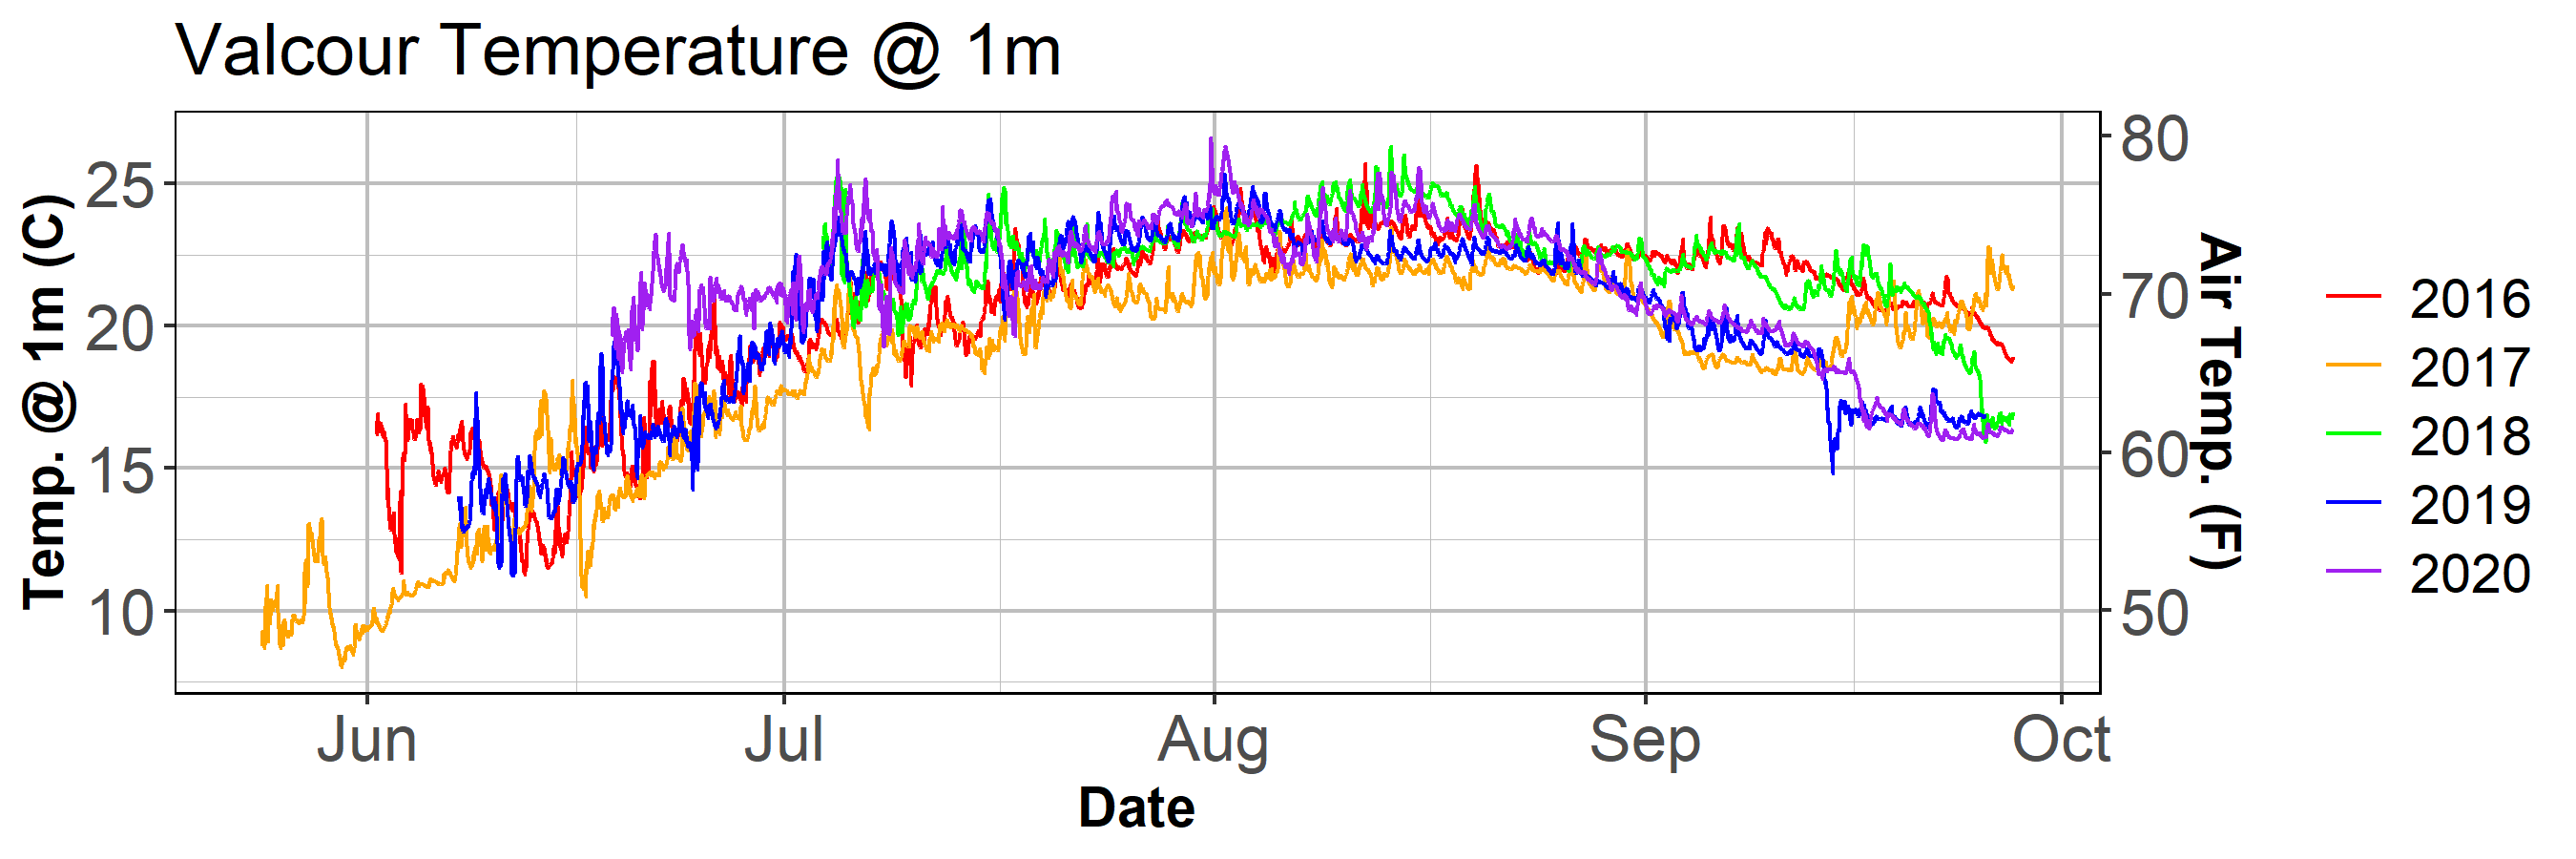 Valcour Temperature @ 1m
Temp. @ 1m (C)
25
20
15
10
80
70
60
50
Air Temp. (F)
Jun
Jul
Aug
Sep
Oct
Date
2016
2017
2018
2019
2020